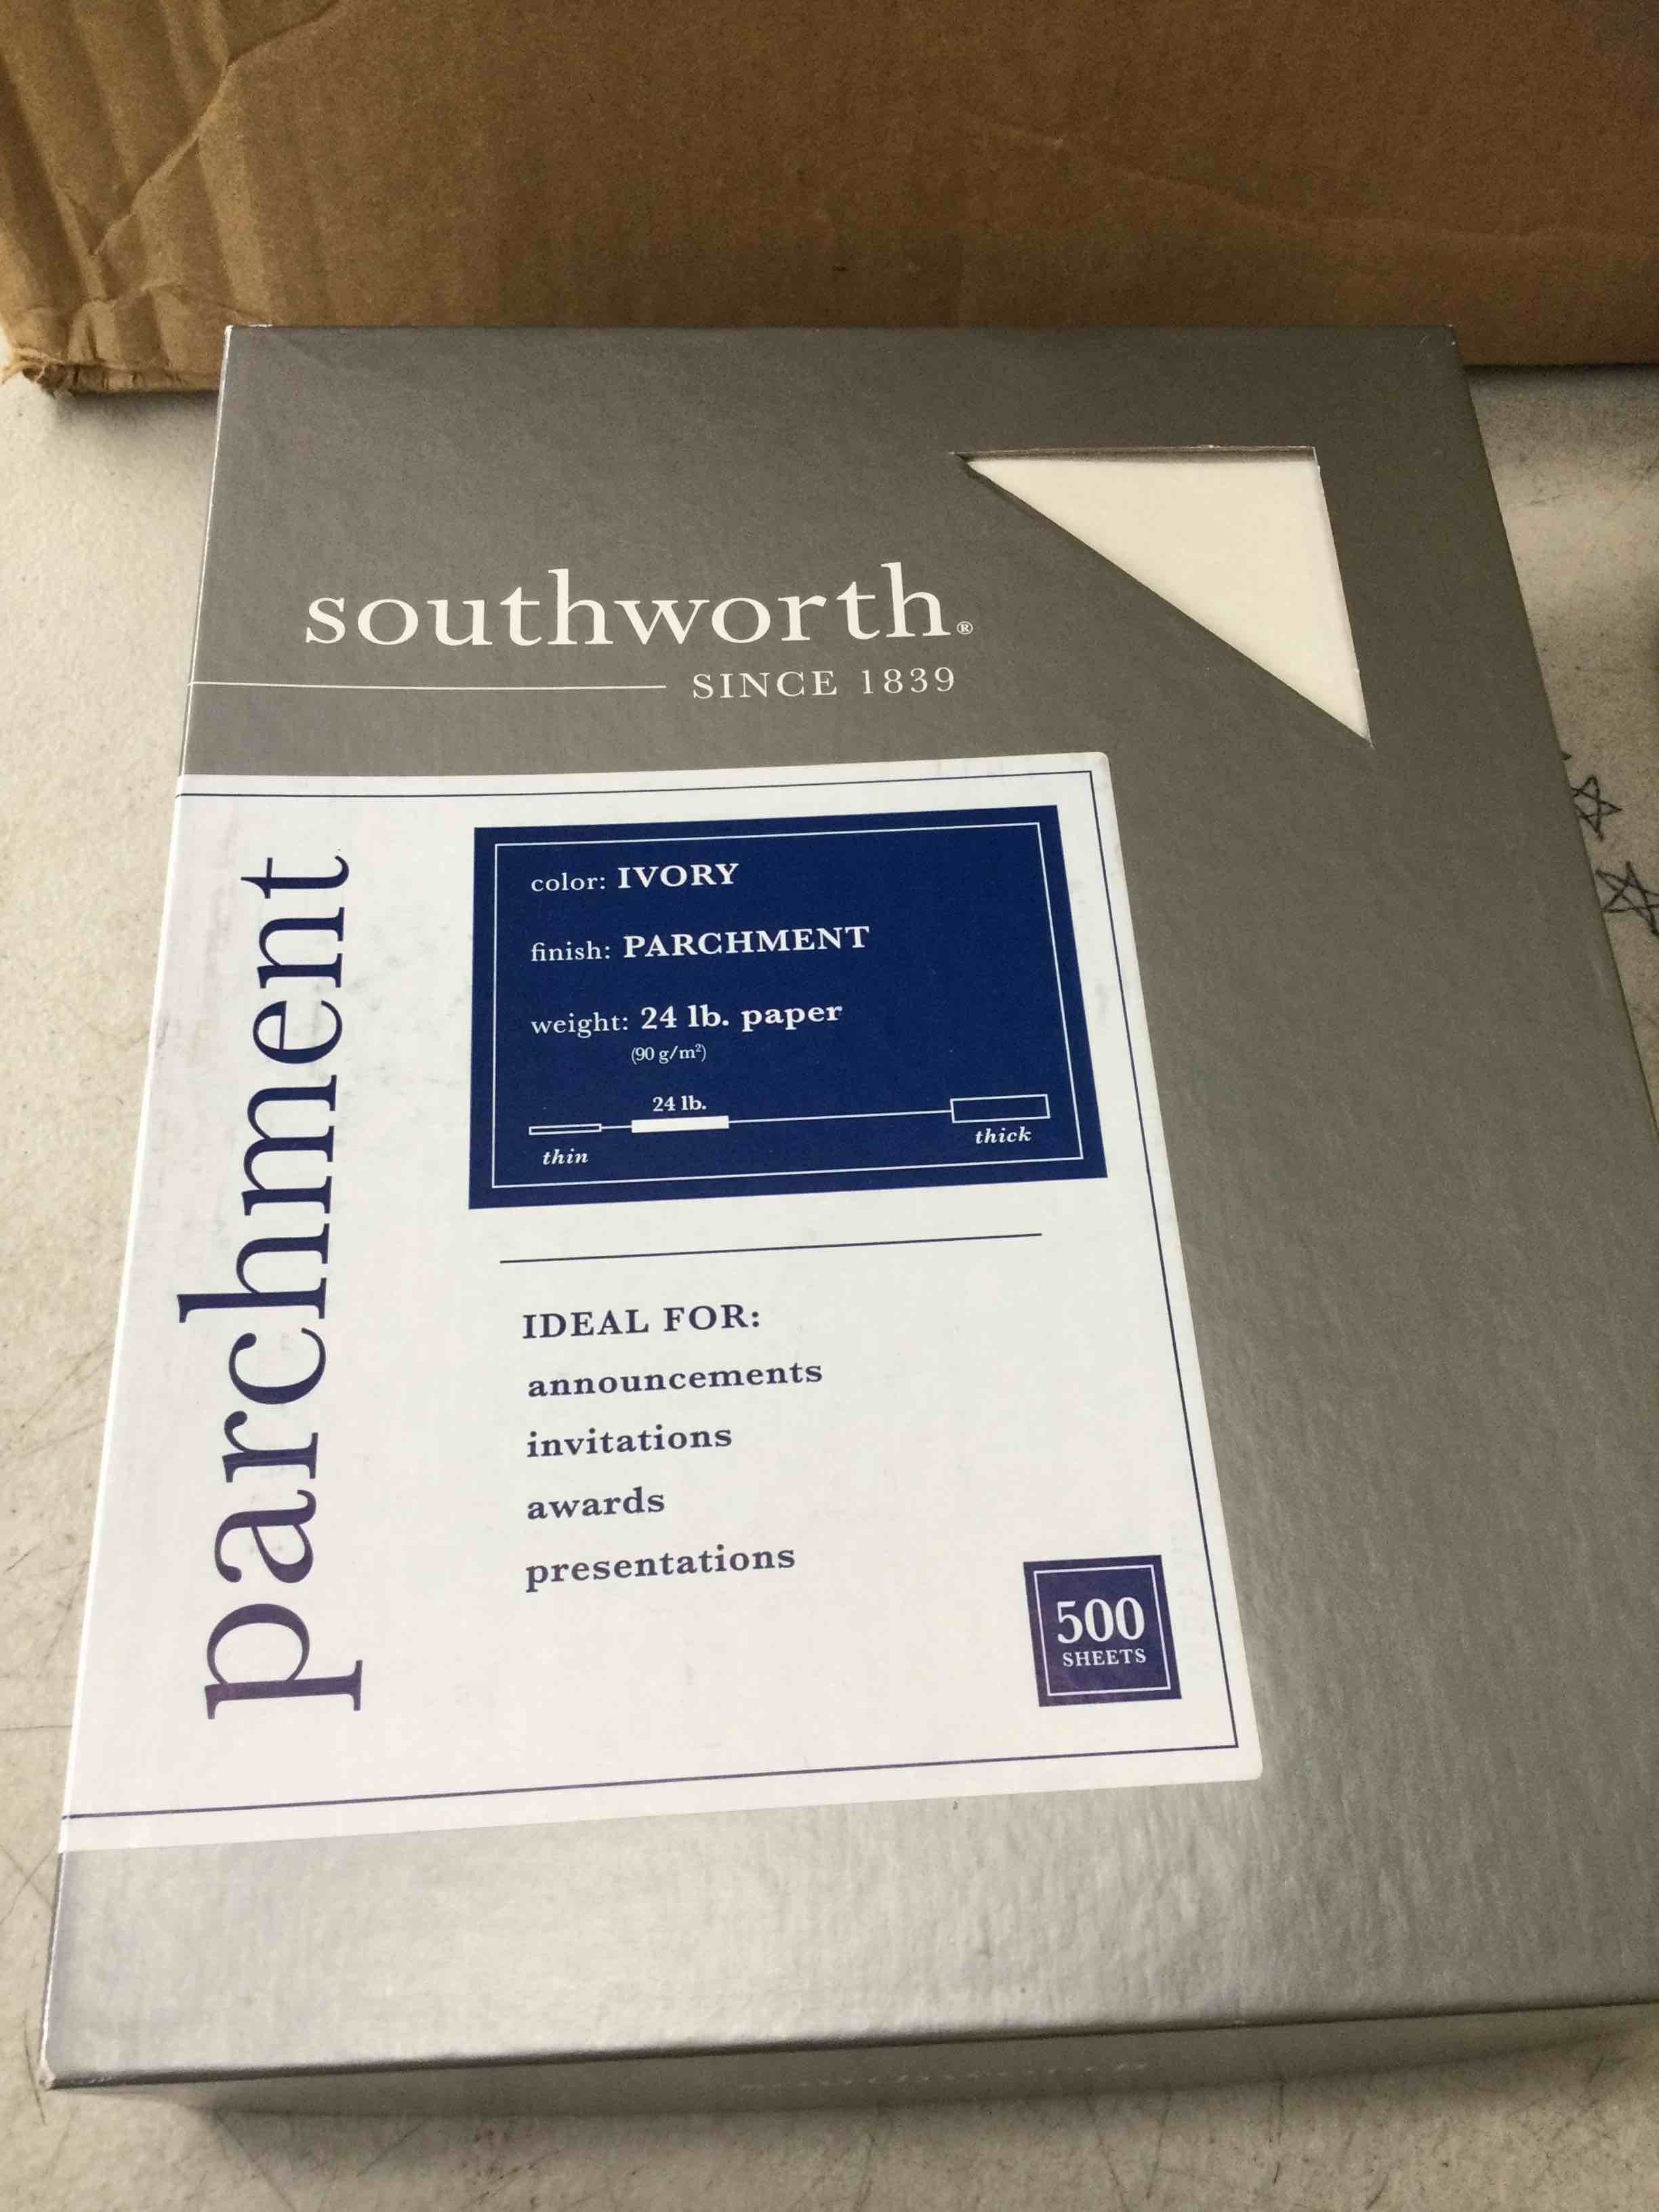 southworth®
SINCE 1839
parchment
color: IVORY
finish: PARCHMENT
weight: 24 lb. paper
(90 g/m²)
24 lb.
thin
thick
IDEAL FOR:
announcements
invitations
awards
presentations
500
SHEETS